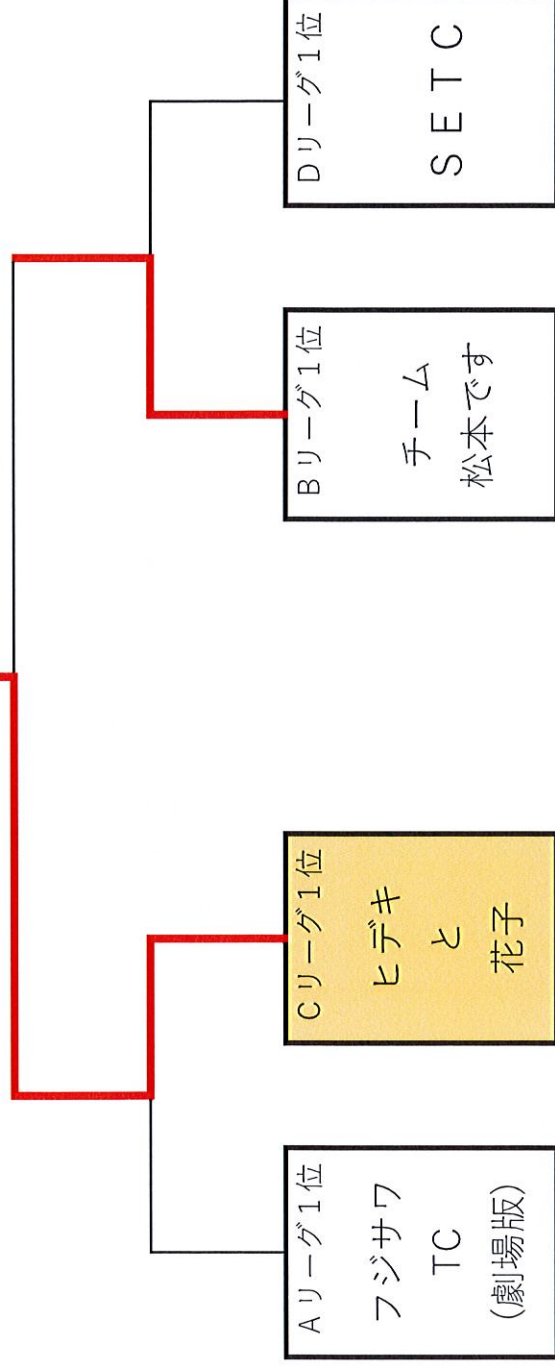 Aリーグ1位
フジサワ
TC
(劇場版)
Cリーグ1位
ヒデキ
と
花子
Bリーグ1位
チーム
松本です
Dリーグ1位
SETC